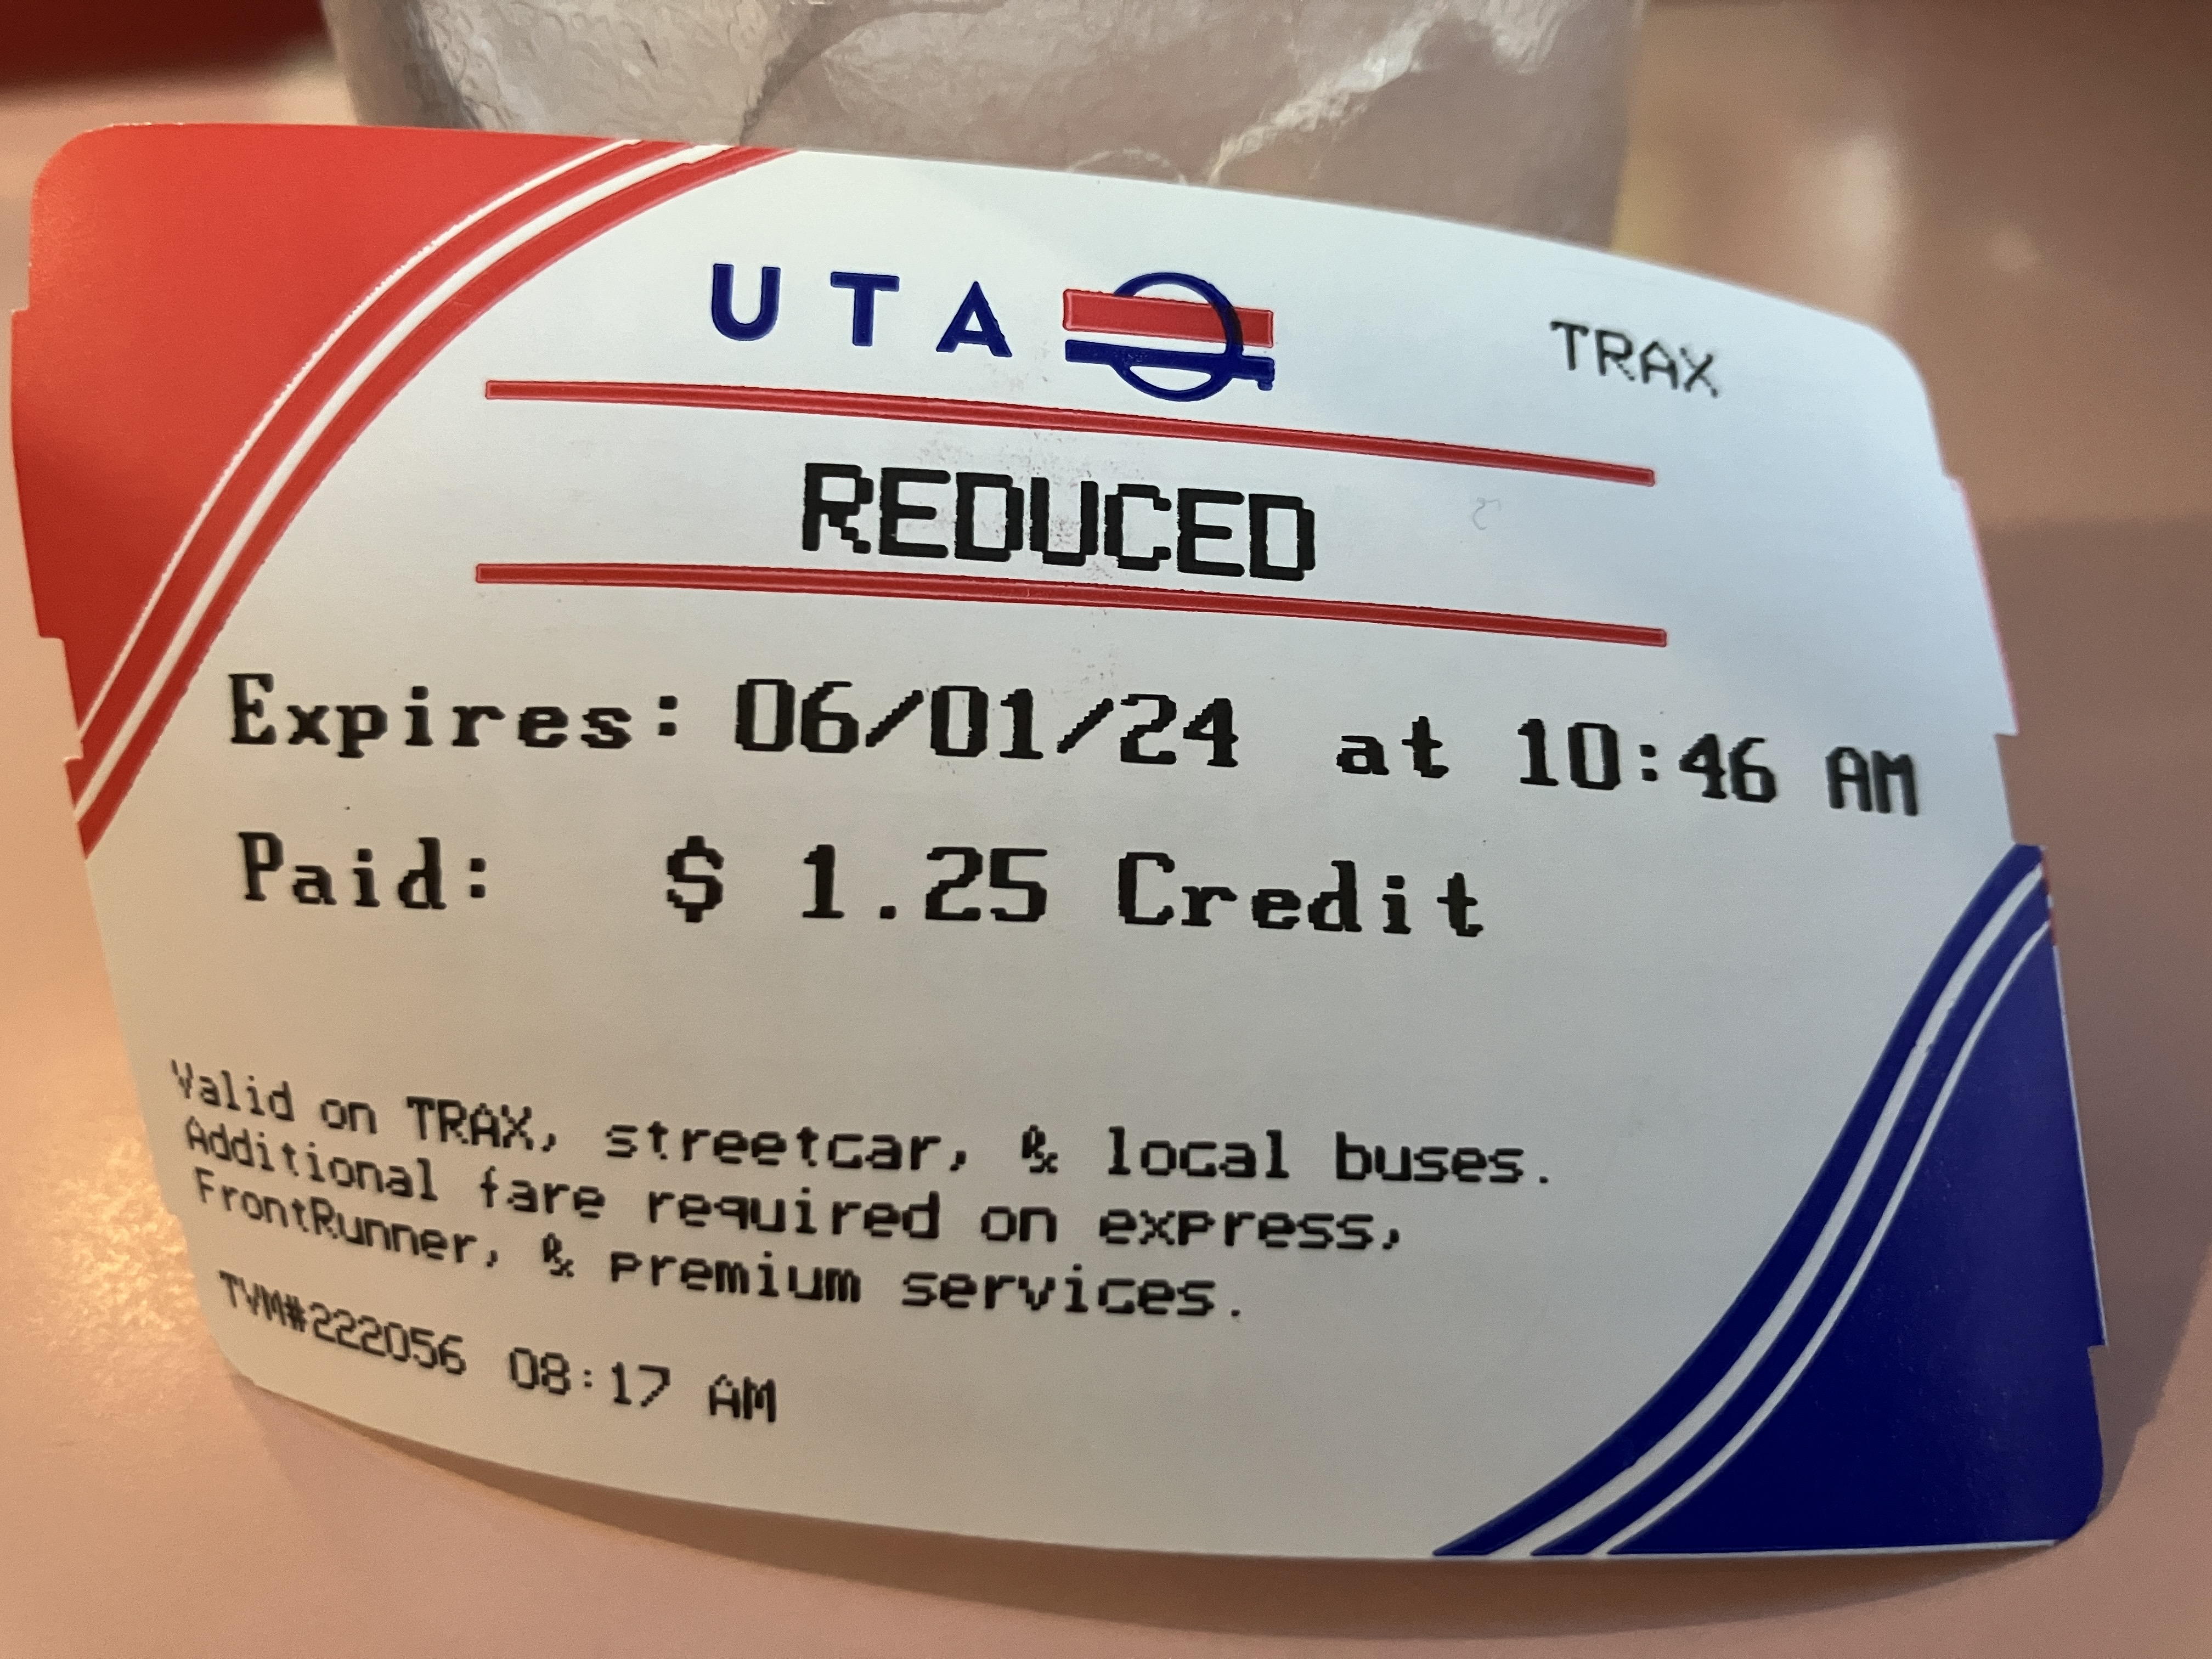 UTA
TRAX
REDUCED
Expires: 06/01/24 at 10:46 AM
Paid: $ 1.25 Credit
Valid on TRAX, streetcar, & local buses.
Additional fare required on express,
FrontRunner, & premium services.
TVM#222056 08:17 AM